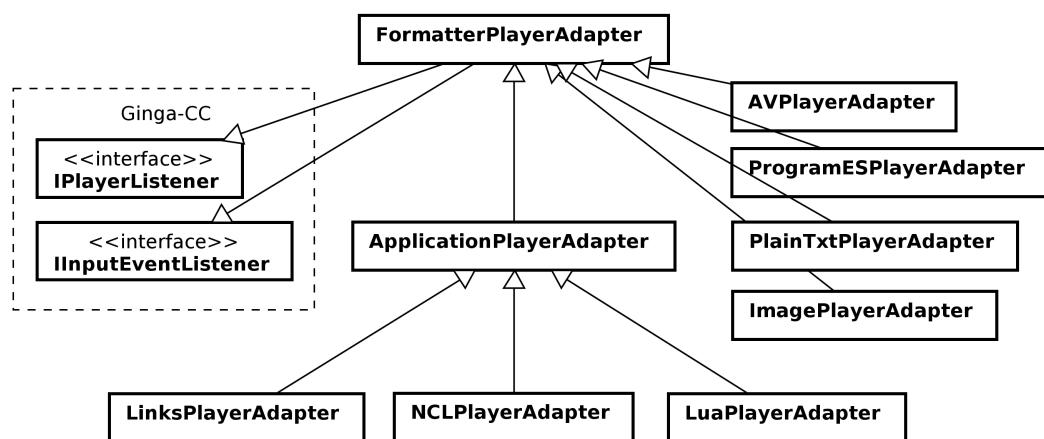 FormatterPlayerAdapter
AVPlayerAdapter
Ginga-CC
<<interface>>
IPlayerListener
ProgramESPlayerAdapter
<<interface>>
IInputEventListener
ApplicationPlayerAdapter
PlainTxtPlayerAdapter
ImagePlayerAdapter
LinksPlayerAdapter
NCLPlayerAdapter
LuaPlayerAdapter